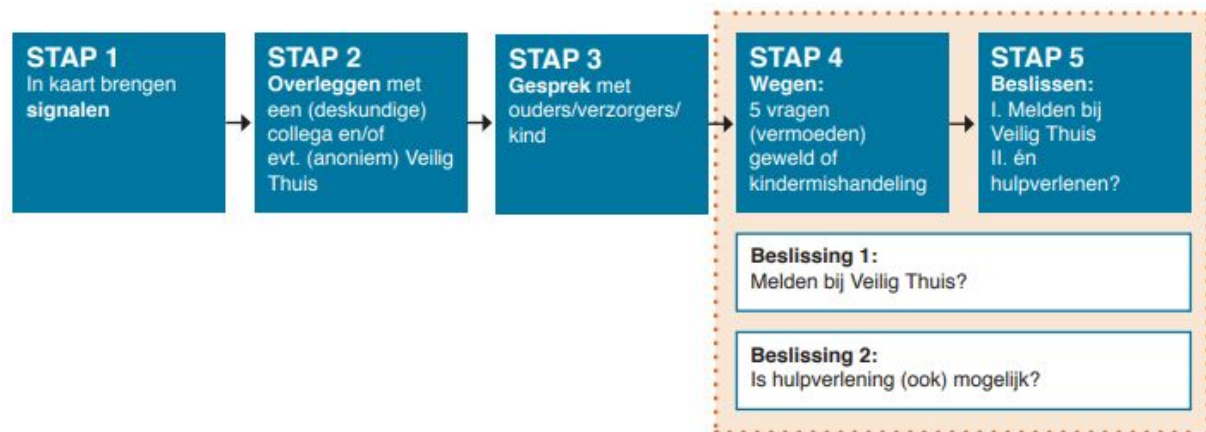 STAP 1
In kaart brengen
signalen
STAP 2
Overleggen met
een (deskundige)
collega en/of
evt. (anoniem) Veilig
Thuis
STAP 3
Gesprek met
ouders/verzorgers/
kind
STAP 4
Wegen:
5 vragen
(vermoeden)
geweld of
kindermishandeling
STAP 5
Beslissen:
I. Melden bij
Veilig Thuis
II. én
hulpverlenen?
Beslissing 1:
Melden bij Veilig Thuis?
Beslissing 2:
Is hulpverlening (ook) mogelijk?